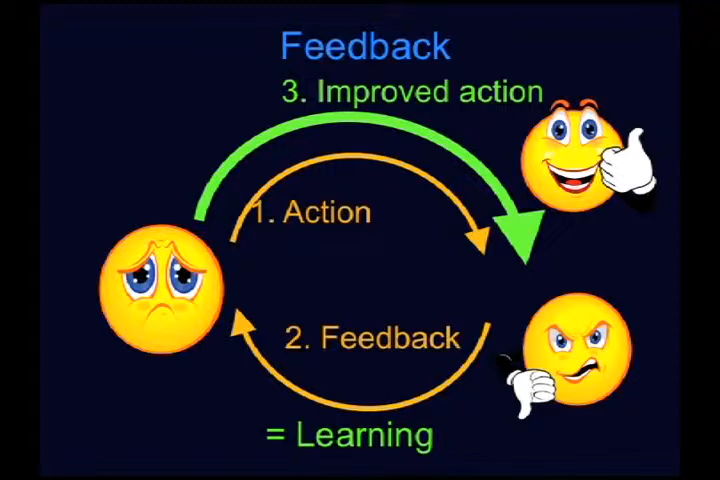 Feedback
3. Improved action
1. Action
2. Feedback
= Learning